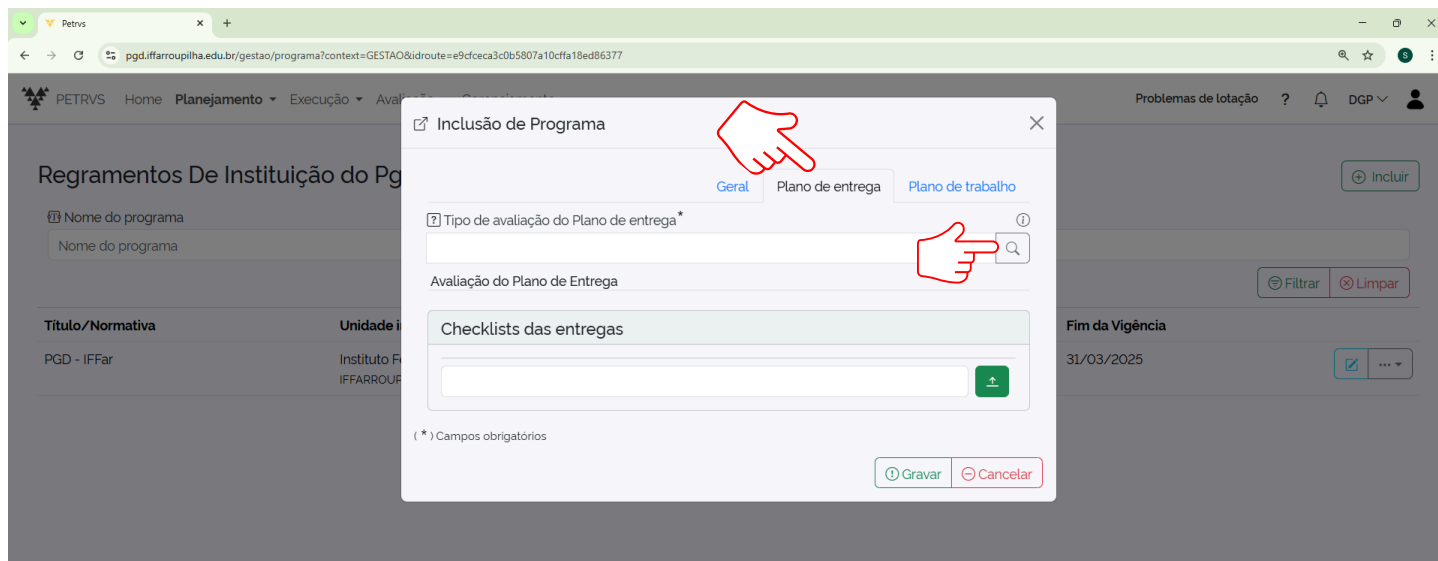 Petrvs
pgd.iffarroupilha.edu.br/gestao/programa?context=GESTAO&idroute=e9cfceca3c0b5807a10cffa18ed86377
S
PETRVS Home Planejamento Execução Problemas de lotação ? DGP
Inclusão de Programa
Regramentos De Instituição do Pg
Incluir
Geral Plano de entrega Plano de trabalho
Nome do programa
Tipo de avaliação do Plano de entrega*
Nome do programa
Avaliação do Plano de Entrega
Filtrar Limpar
Título/Normativa Unidade i Fim da Vigência
Checklists das entregas
PGD - IFFar Instituto F 31/03/2025
IFFARROUP
( * ) Campos obrigatórios
Gravar Cancelar